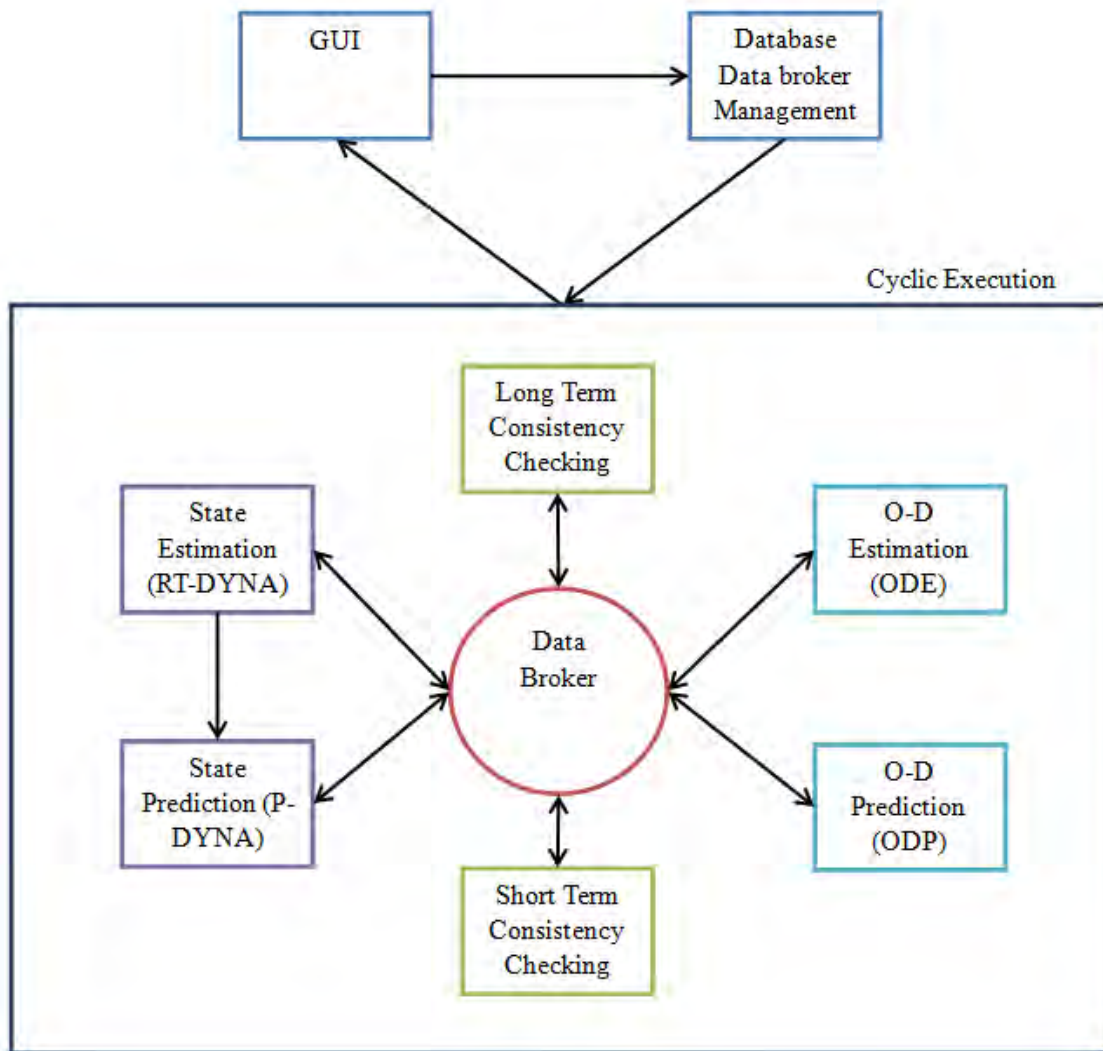 GUI
Database
Data broker
Management
Cyclic Execution
Long Term
Consistency
Checking
State
Estimation
(RT-DYNA)
O-D
Estimation
(ODE)
Data
Broker
State
Prediction (P-
DYNA)
O-D
Prediction
(ODP)
Short Term
Consistency
Checking